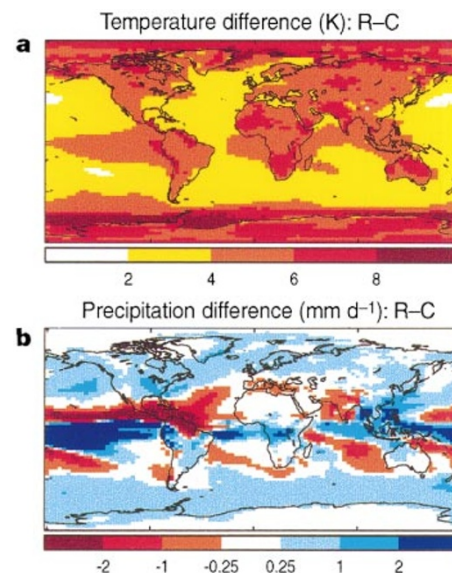 Temperature difference (K): R–C
a
2 4 6 8
Precipitation difference (mm d⁻¹): R–C
b
-2 -1 -0.25 0.25 1 2